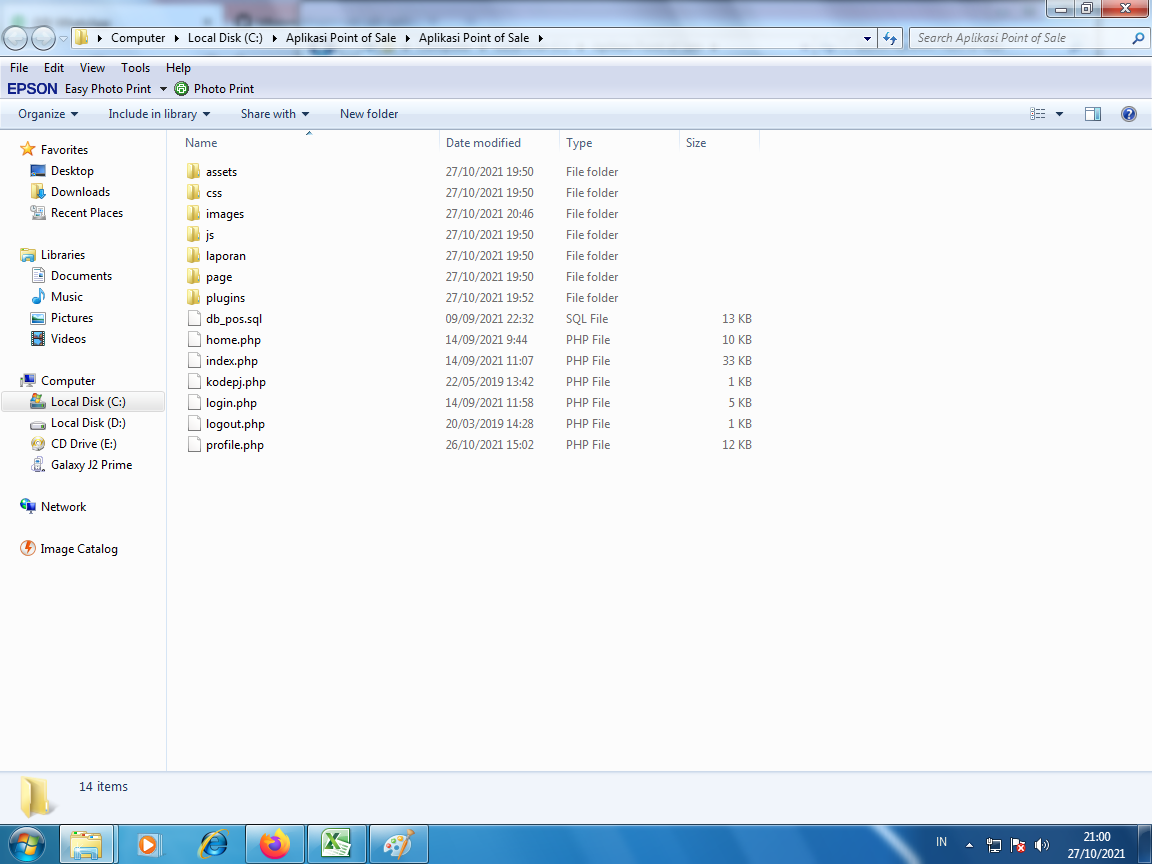 Computer Local Disk (C:) Aplikasi Point of Sale Aplikasi Point of Sale Search Aplikasi Point of Sale
File Edit View Tools Help
EPSON Easy Photo Print Photo Print
Organize Include in library Share with New folder
Name Date modified Type Size
Favorites
Desktop
Downloads
Recent Places
Libraries
Documents
Music
Pictures
Videos
Computer
Local Disk (C:)
Local Disk (D:)
CD Drive (E:)
Galaxy J2 Prime
Network
Image Catalog
assets 27/10/2021 19:50 File folder
css 27/10/2021 19:50 File folder
images 27/10/2021 20:46 File folder
js 27/10/2021 19:50 File folder
laporan 27/10/2021 19:50 File folder
page 27/10/2021 19:50 File folder
plugins 27/10/2021 19:52 File folder
db_pos.sql 09/09/2021 22:32 SQL File 13 KB
home.php 14/09/2021 9:44 PHP File 10 KB
index.php 14/09/2021 11:07 PHP File 33 KB
kodepj.php 22/05/2019 13:42 PHP File 1 KB
login.php 14/09/2021 11:58 PHP File 5 KB
logout.php 20/03/2019 14:28 PHP File 1 KB
profile.php 26/10/2021 15:02 PHP File 12 KB
14 items
IN 21:00
27/10/2021